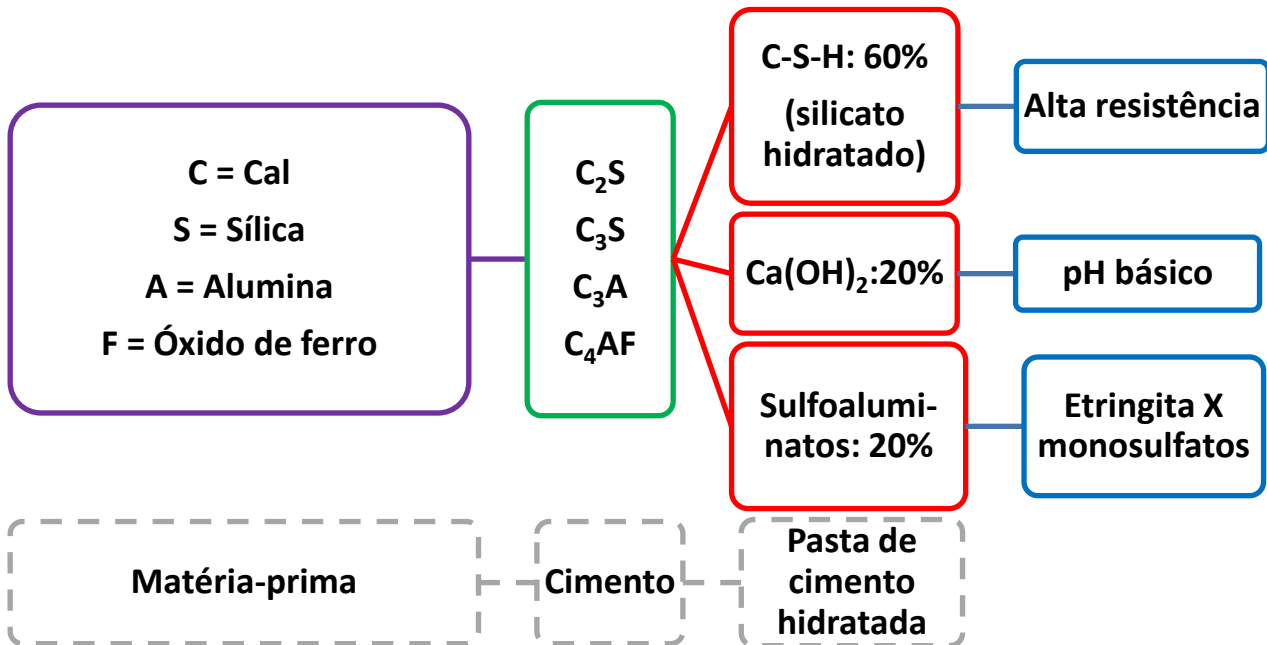 C = Cal
S = Sílica
A = Alumina
F = Óxido de ferro
C₂S
C₃S
C₃A
C₄AF
C-S-H: 60%
(silicato
hidratado)
Alta resistência
Ca(OH)₂:20%
pH básico
Sulfoalumi-
natos: 20%
Etringita X
monosulfatos
Matéria-prima
Cimento
Pasta de
cimento
hidratada